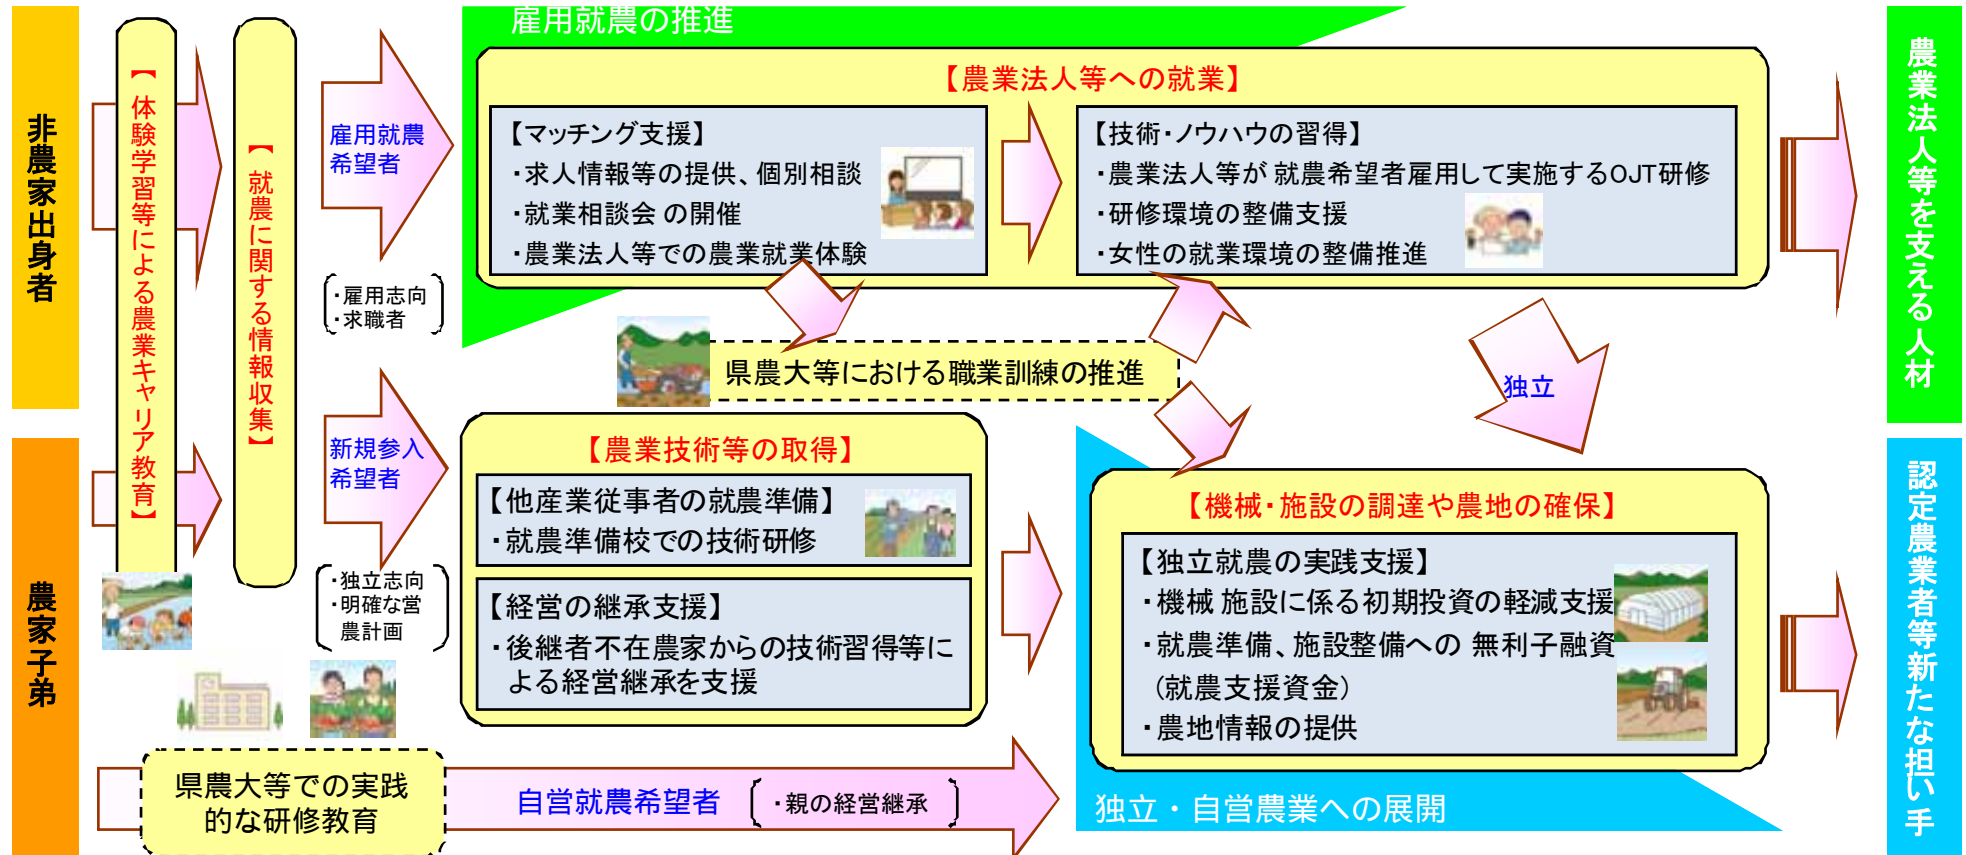 非農家出身者
農家子弟
【体験学習等による農業キャリア教育】
【就農に関する情報収集】
雇用就農
希望者
・雇用志向
・求職者
新規参入
希望者
・独立志向
・明確な営
農計画
雇用就農の推進
【農業法人等への就業】
【マッチング支援】
・求人情報等の提供、個別相談
・就業相談会の開催
・農業法人等での農業就業体験
【技術・ノウハウの習得】
・農業法人等が就農希望者雇用して実施するOJT研修
・研修環境の整備支援
・女性の就業環境の整備推進
県農大等における職業訓練の推進
独立
【農業技術等の取得】
【他産業従事者の就農準備】
・就農準備校での技術研修
【経営の継承支援】
・後継者不在農家からの技術習得等に
よる経営継承を支援
【機械・施設の調達や農地の確保】
【独立就農の実践支援】
・機械 施設に係る初期投資の軽減支援
・就農準備、施設整備への 無利子融資
(就農支援資金)
・農地情報の提供
独立・自営農業への展開
県農大等での実践
的な研修教育
自営就農希望者
・親の経営継承
農業法人等を支える人材
認定農業者等新たな担い手